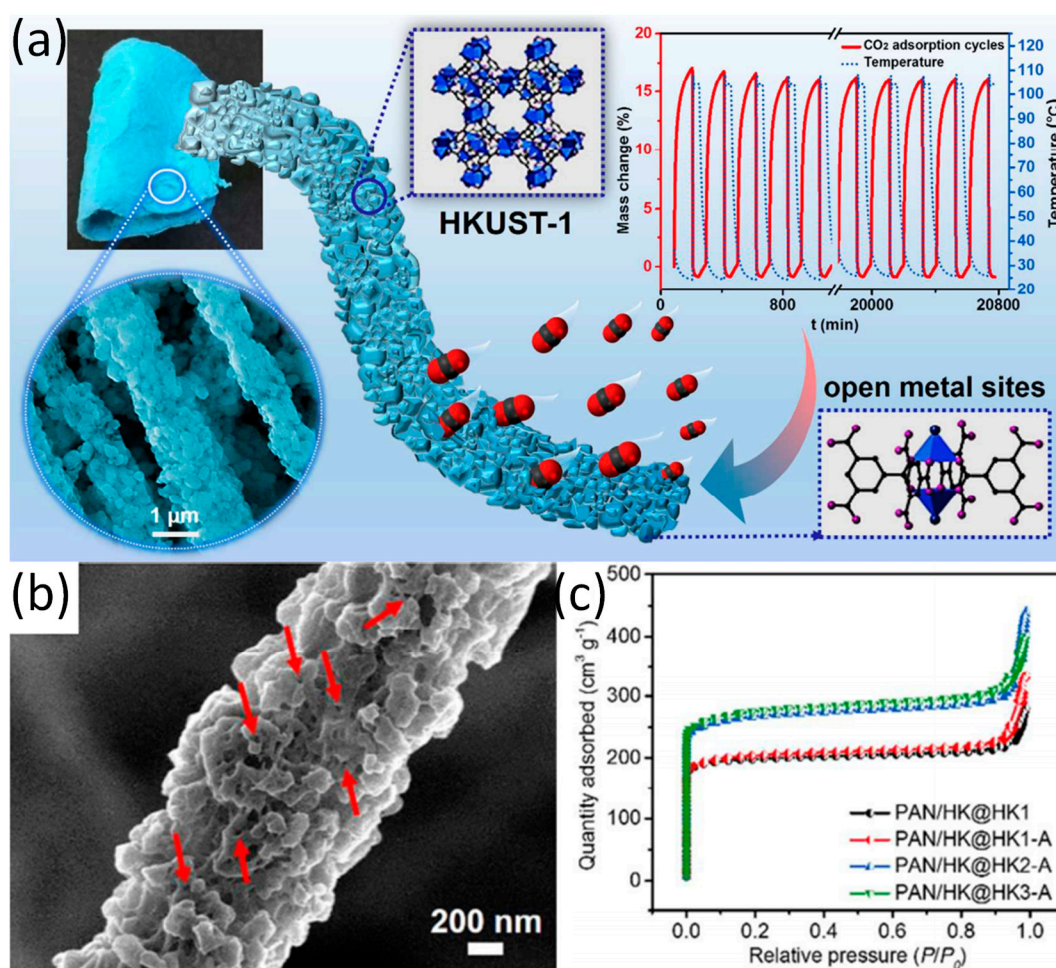 (a)
HKUST-1
1 µm
CO₂ adsorption cycles
Temperature
Mass change (%)
20
15
10
5
0
120
110
100
90
80
70
60
50
40
30
20
Temperature (°C)
0
800
20000
20800
t (min)
open metal sites
(b)
200 nm
(c)
Quantity adsorbed (cm³ g⁻¹)
500
400
300
200
100
0
PAN/HK@HK1
PAN/HK@HK1-A
PAN/HK@HK2-A
PAN/HK@HK3-A
0.0
0.2
0.4
0.6
0.8
1.0
Relative pressure (P/P₀)